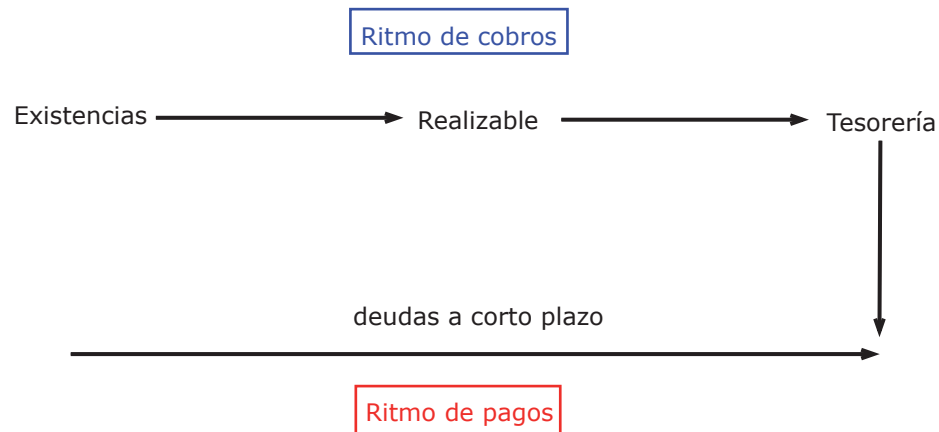 Ritmo de cobros
Existencias
Realizable
Tesorería
deudas a corto plazo
Ritmo de pagos